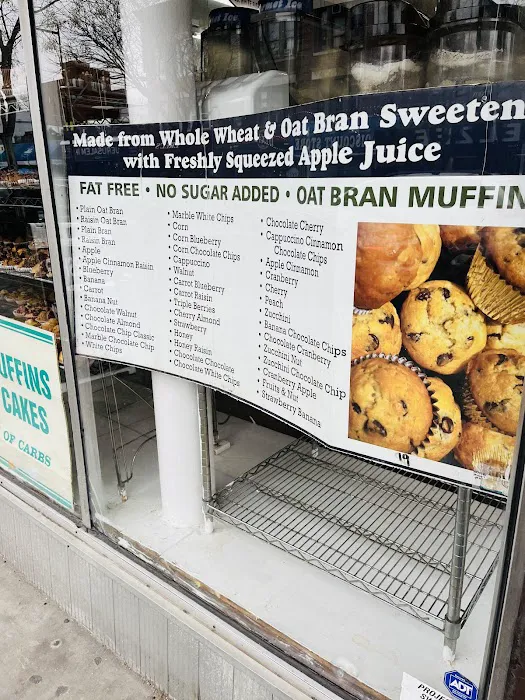 Made from Whole Wheat & Oat Bran Sweeten
with Freshly Squeezed Apple Juice
FAT FREE • NO SUGAR ADDED • OAT BRAN MUFFIN
• Plain Oat Bran
• Raisin Oat Bran
• Plain Bran
• Raisin Bran
• Apple
• Apple Cinnamon Raisin
• Blueberry
• Banana
• Carrot
• Banana Nut
• Chocolate Walnut
• Chocolate Almond
• Chocolate Chip Classic
• Marble Chocolate Chip
• White Chips
• Marble White Chips
• Corn
• Corn Blueberry
• Corn Chocolate Chips
• Cappuccino
• Walnut
• Carrot Blueberry
• Carrot Raisin
• Triple Berries
• Cherry Almond
• Strawberry
• Honey
• Honey Raisin
• Chocolate Chocolate
• Chocolate White Chips
• Chocolate Cherry
• Cappuccino Cinnamon
Chocolate Chips
• Apple Cinnamon
• Cranberry
• Cherry
• Peach
• Zucchini
• Banana Chocolate Chips
• Chocolate Cranberry
• Zucchini Nut
• Zucchini Chocolate Chip
• Cranberry Apple
• Fruits & Nut
• Strawberry Banana
UFFINS
CAKES
OF CARBS
19
ADT